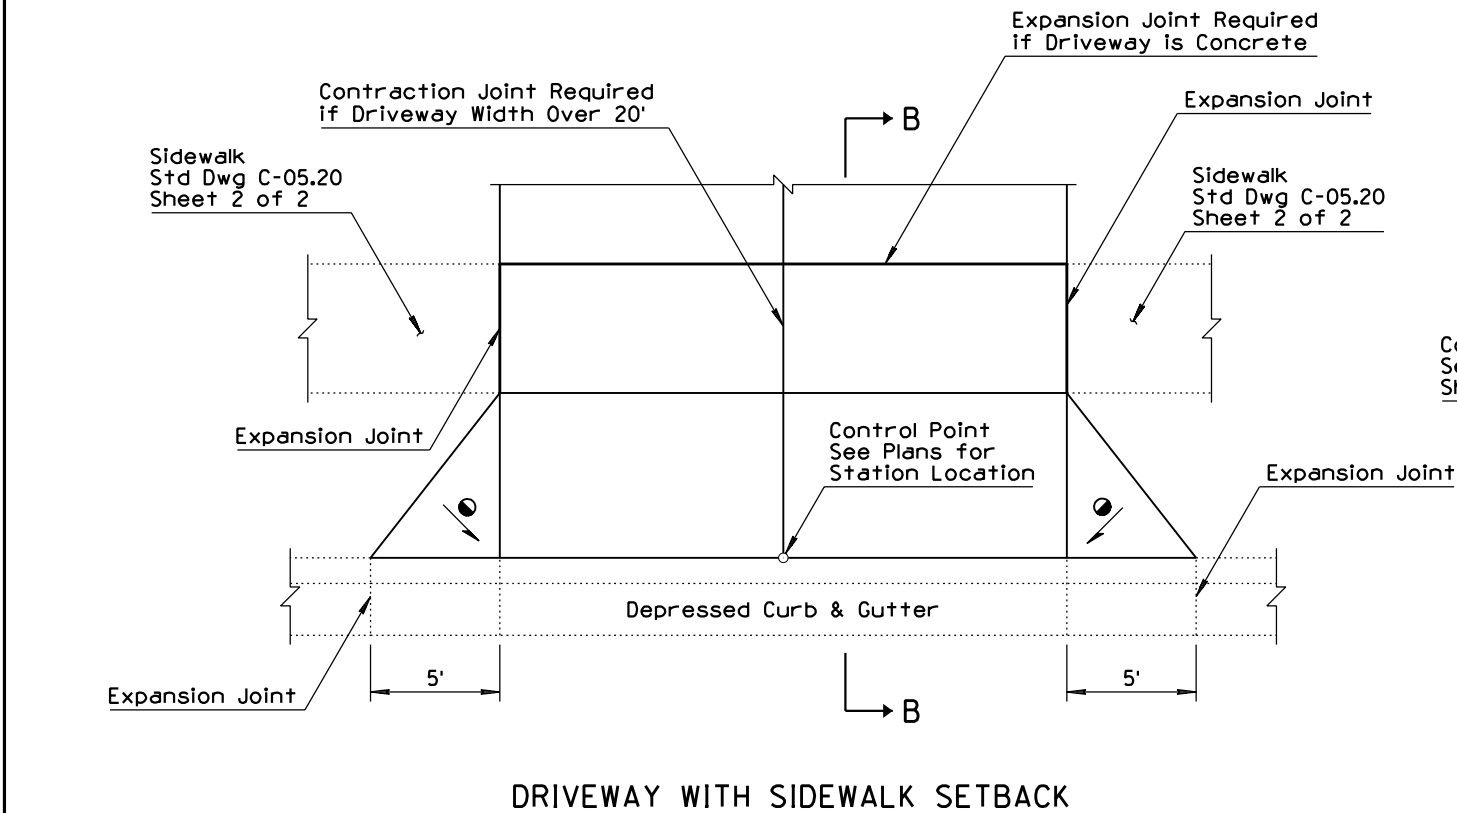 Expansion Joint Required
if Driveway is Concrete
Contraction Joint Required
if Driveway Width Over 20'
Expansion Joint
B
Sidewalk
Std Dwg C-05.20
Sheet 2 of 2
Sidewalk
Std Dwg C-05.20
Sheet 2 of 2
Expansion Joint
Control Point
See Plans for
Station Location
Expansion Joint
Depressed Curb & Gutter
Expansion Joint
5'
5'
B
DRIVEWAY WITH SIDEWALK SETBACK